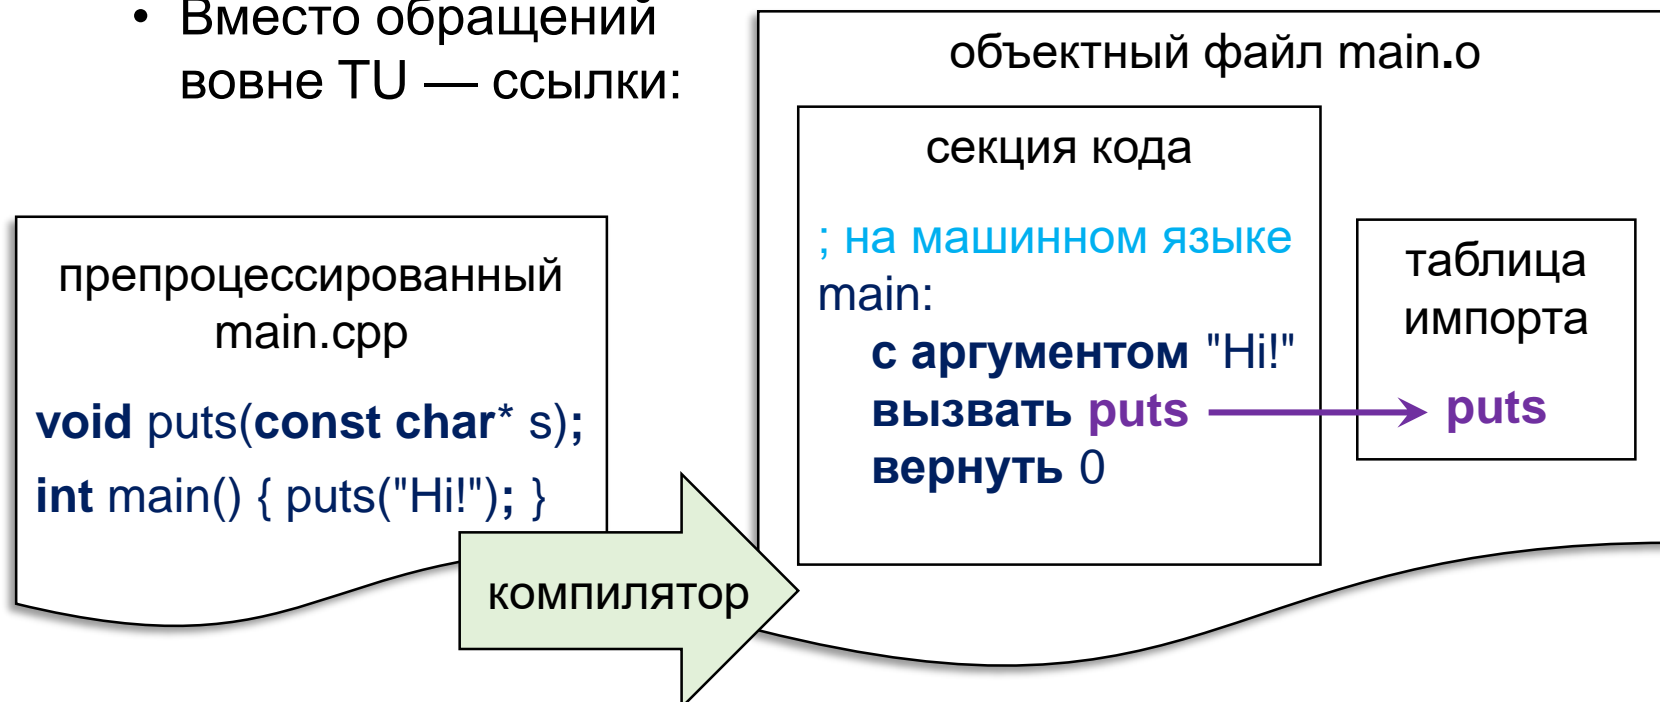 • Вместо обращений
вовне TU — ссылки:
препроцессированный
main.cpp
void puts(const char* s);
int main() { puts("Hi!"); }
компилятор
объектный файл main.o
секция кода
; на машинном языке
main:
с аргументом "Hi!"
вызвать puts
вернуть 0
таблица
импорта
puts